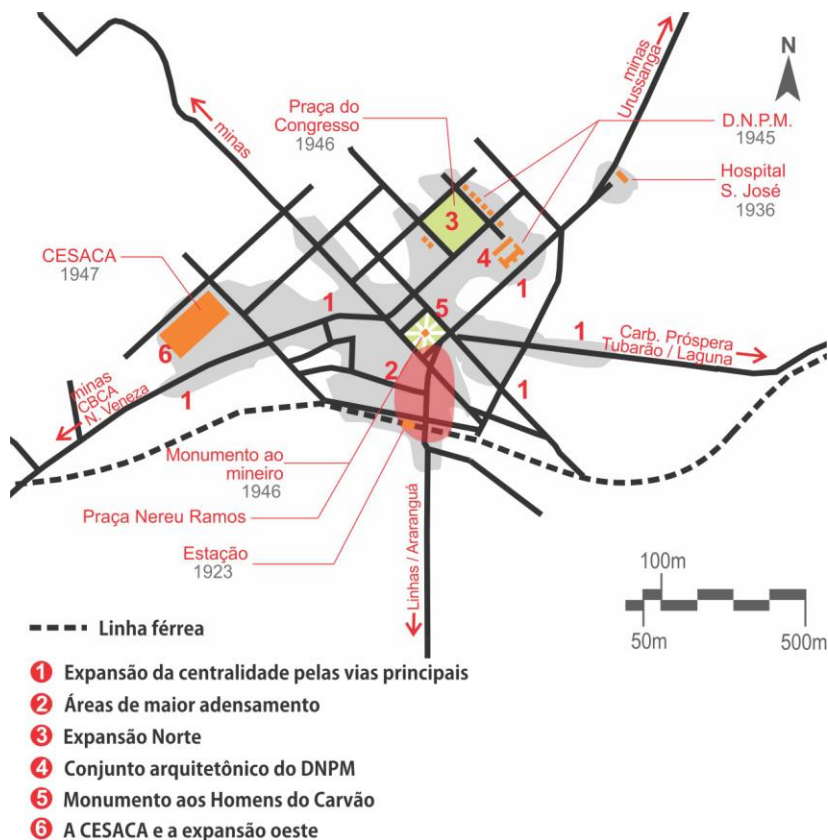 N
minas
Urussanga
minas
Praça do
Congresso
1946
D.N.P.M.
1945
Hospital
S. José
1936
CESACA
1947
3
4
1
1
5
1
Carb. Próspera
Tubarão / Laguna
6
1
2
1
minas
CBCA
N. Veneza
Monumento ao
mineiro
1946
Praça Nereu Ramos
Estação
1923
Linhas / Araranguá
100m
50m
500m
Linha férrea
1 Expansão da centralidade pelas vias principais
2 Áreas de maior adensamento
3 Expansão Norte
4 Conjunto arquitetônico do DNPM
5 Monumento aos Homens do Carvão
6 A CESACA e a expansão oeste